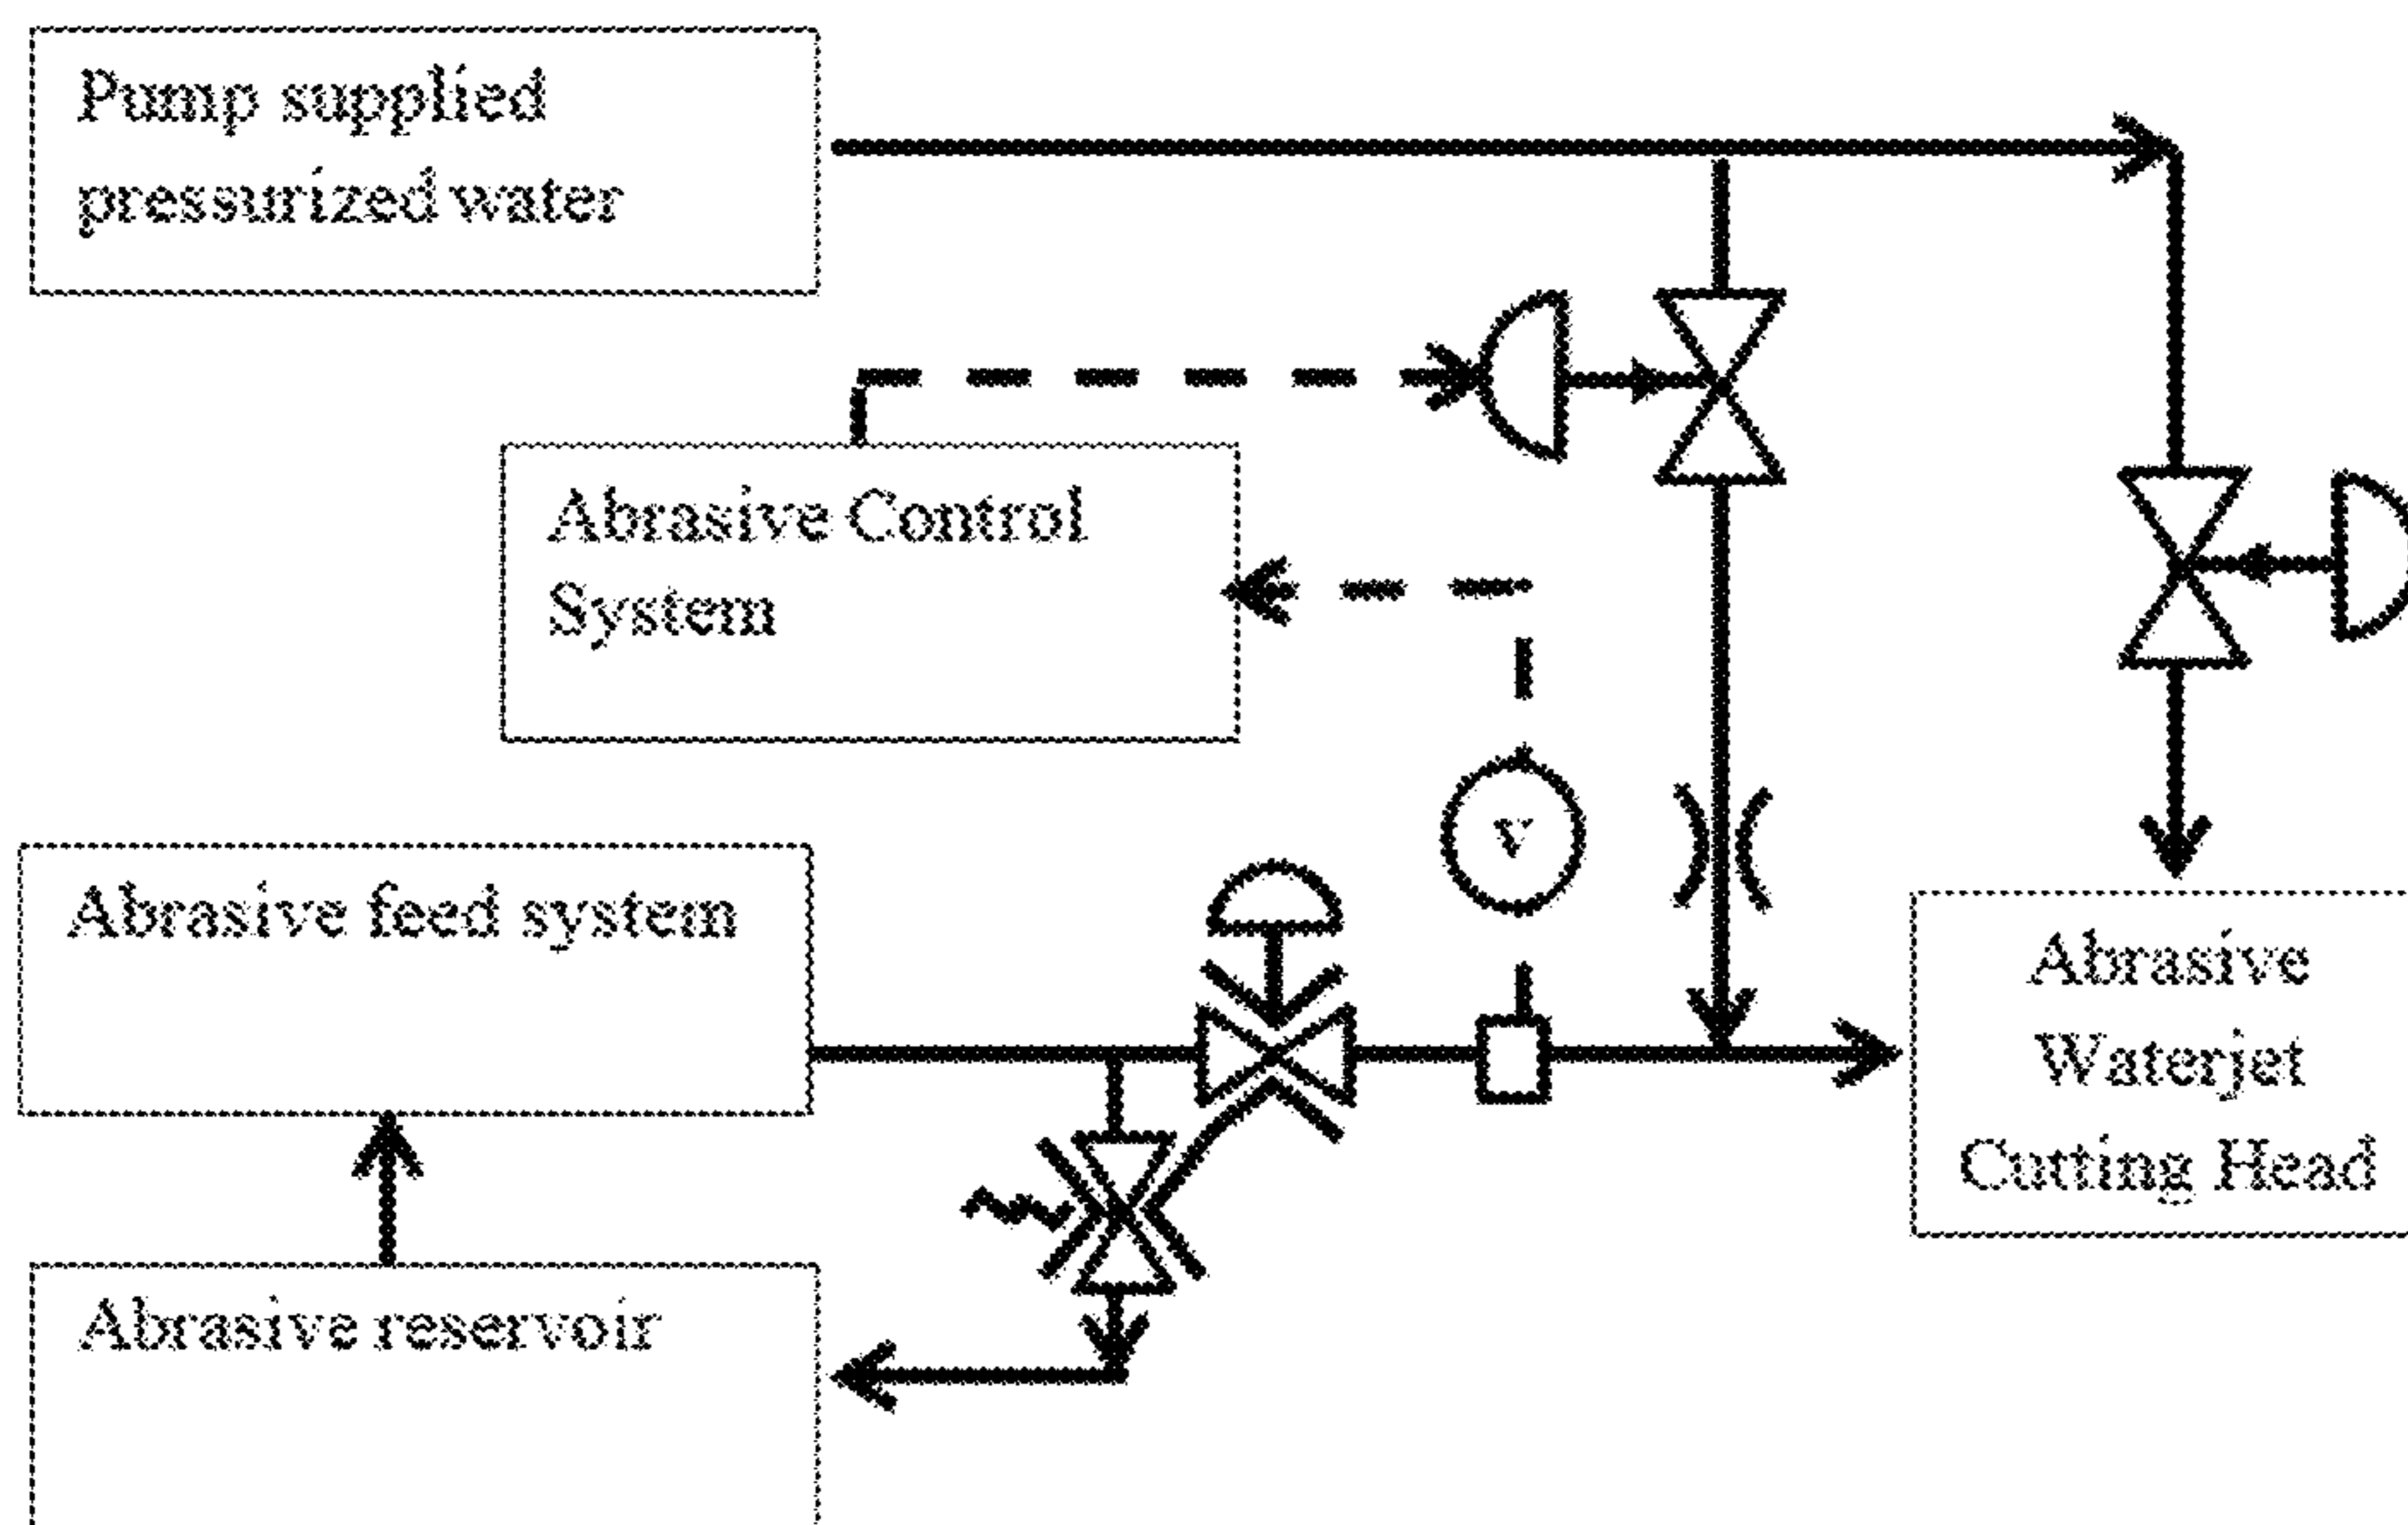 Pump supplied
pressurized water
Abrasive Control
System
v
Abrasive feed system
Abrasive
Waterjet
Cutting Head
Abrasive reservoir